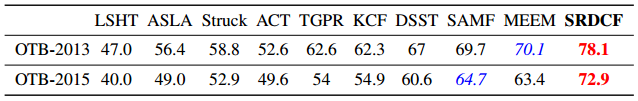 LSHT ASLA Struck ACT TGPR KCF DSST SAMF MEEM SRDCF
OTB-2013 47.0 56.4 58.8 52.6 62.6 62.3 67 69.7 70.1 78.1
OTB-2015 40.0 49.0 52.9 49.6 54 54.9 60.6 64.7 63.4 72.9